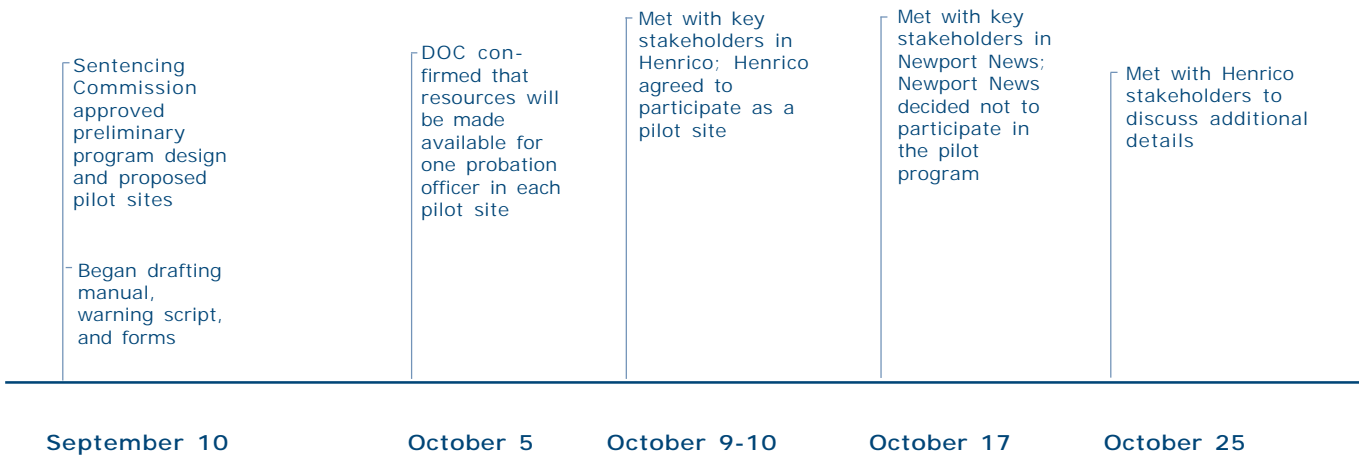 Sentencing
Commission
approved
preliminary
program design
and proposed
pilot sites
Began drafting
manual,
warning script,
and forms
DOC con-
firmed that
resources will
be made
available for
one probation
officer in each
pilot site
Met with key
stakeholders in
Henrico; Henrico
agreed to
participate as a
pilot site
Met with key
stakeholders in
Newport News;
Newport News
decided not to
participate in
the pilot
program
Met with Henrico
stakeholders to
discuss additional
details
September 10
October 5
October 9-10
October 17
October 25